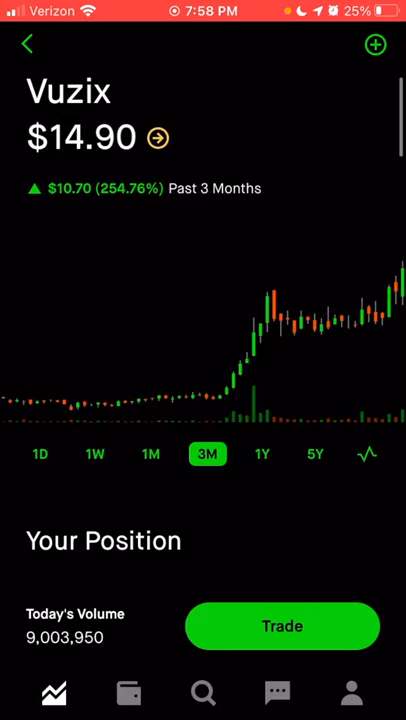 Verizon 7:58 PM 25%
Vuzix
$14.90
$10.70 (254.76%) Past 3 Months
1D 1W 1M 3M 1Y 5Y
Your Position
Today's Volume
9,003,950
Trade